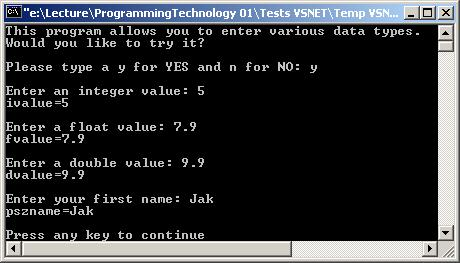 "e:\Lecture\ProgrammingTechnology 01\Tests VSNET\Temp VSN...
This program allows you to enter various data types.
Would you like to try it?
Please type a y for YES and n for NO: y
Enter an integer value: 5
ivalue=5
Enter a float value: 7.9
fvalue=7.9
Enter a double value: 9.9
dvalue=9.9
Enter your first name: Jak
pszname=Jak
Press any key to continue